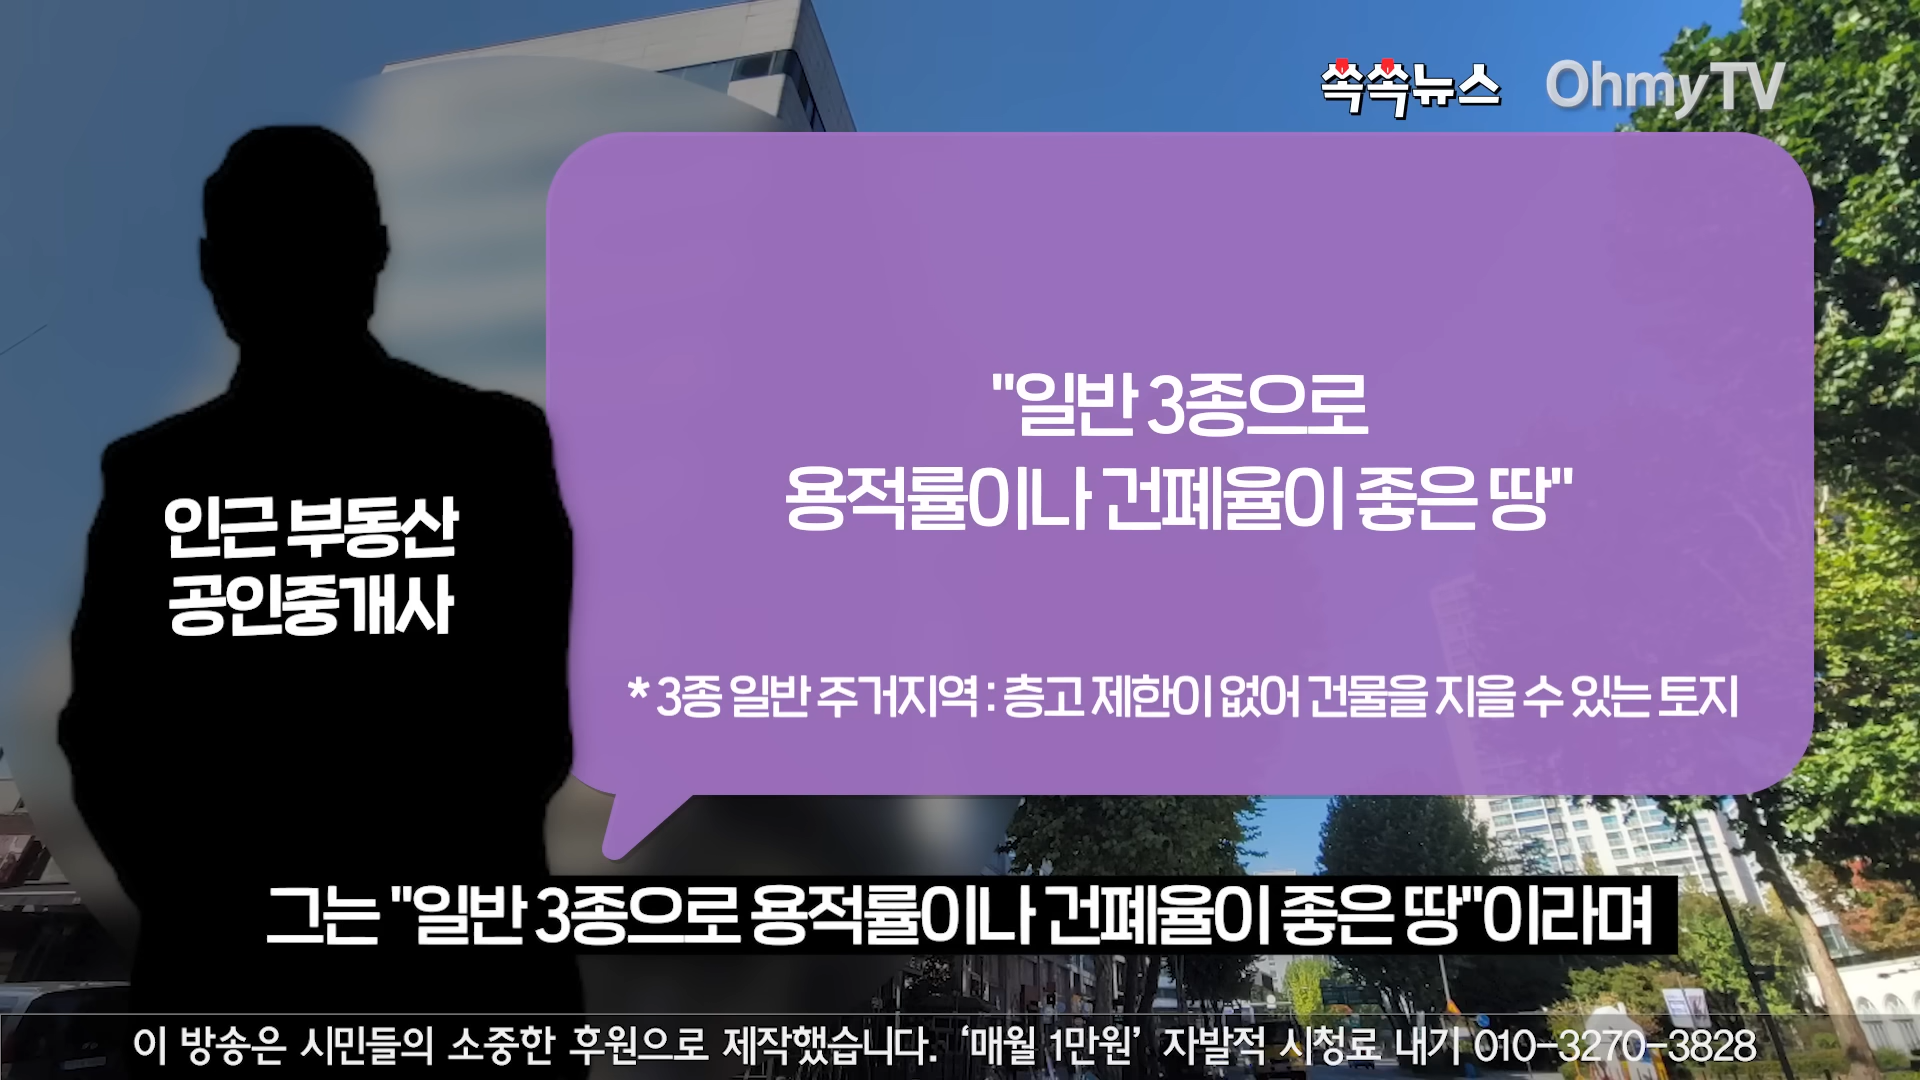 쏙쏙뉴스 OhmyTV
"일반 3종으로
용적률이나 건폐율이 좋은 땅"
인근 부동산
공인중개사
* 3종 일반 주거지역 : 층고 제한이 없어 건물을 지을 수 있는 토지
그는 "일반 3종으로 용적률이나 건폐율이 좋은 땅"이라며
이 방송은 시민들의 소중한 후원으로 제작했습니다. ‘매월 1만원’ 자발적 시청료 내기 010-3270-3828